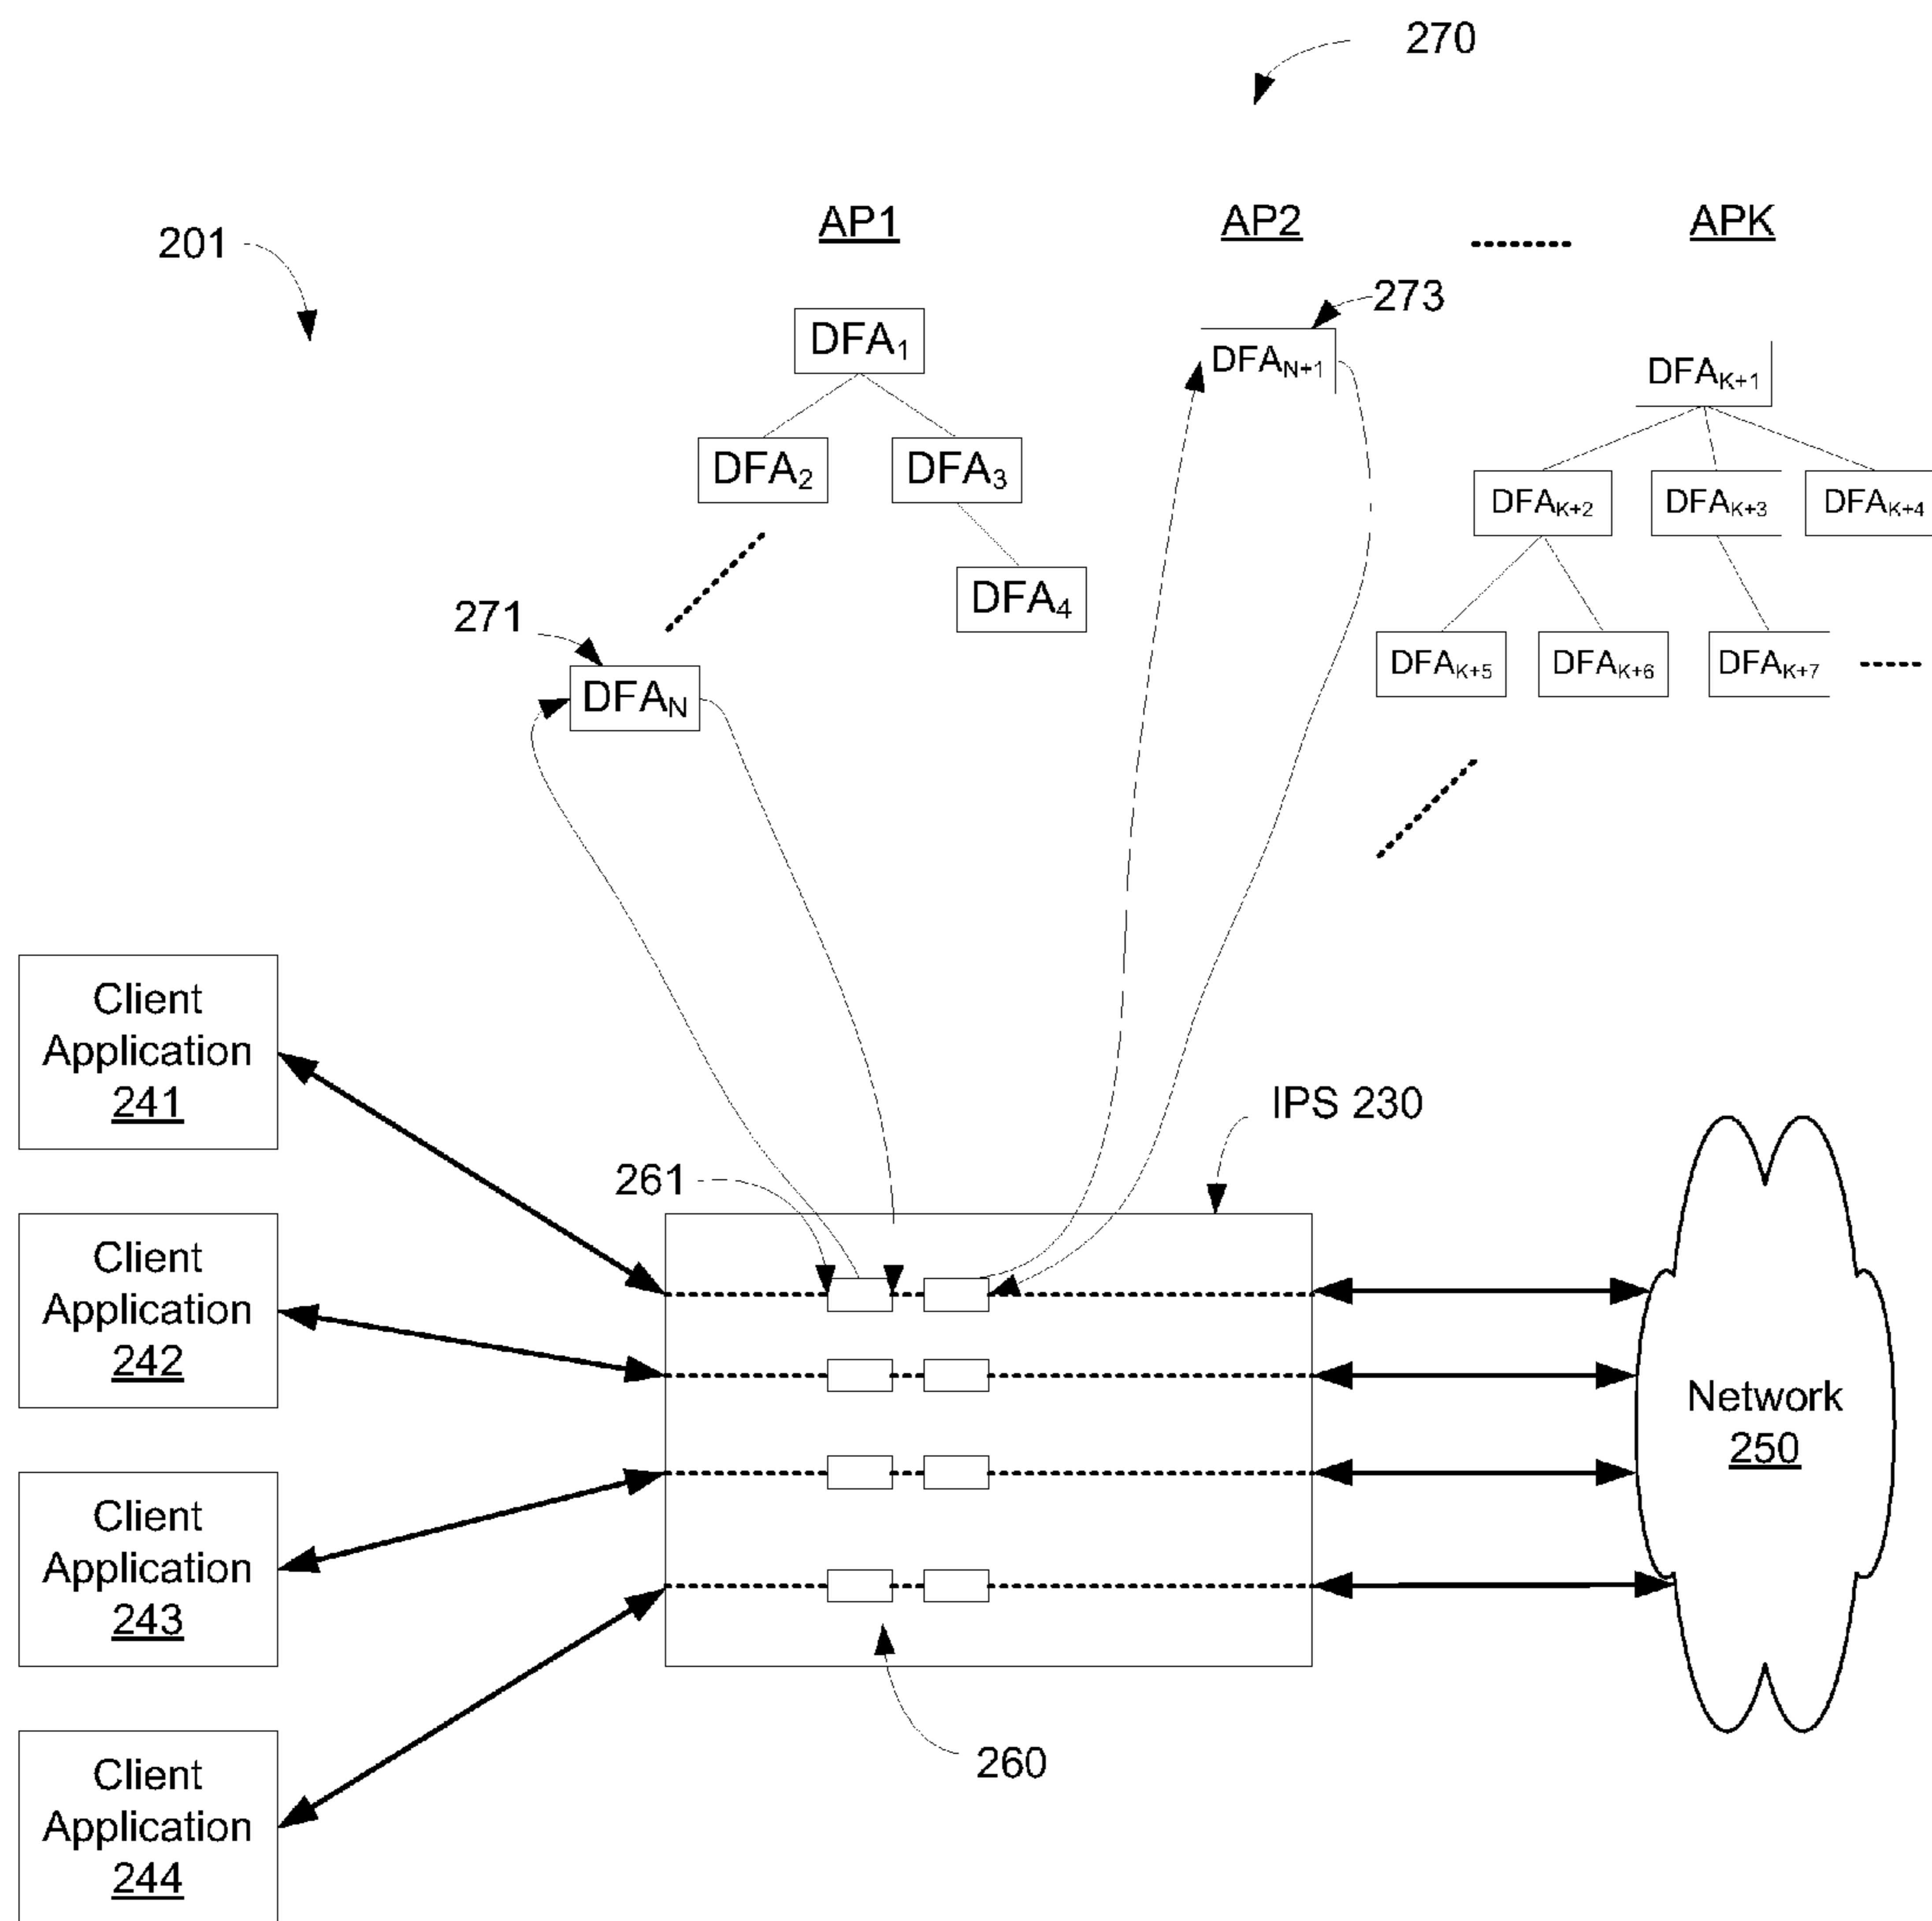 270
201
AP1
AP2
APK
273
DFA1
DFAN+1
DFAK+1
DFA2
DFA3
DFAK+2
DFAK+3
DFAK+4
DFA4
271
DFAN
DFAK+5
DFAK+6
DFAK+7
Client
Application
241
IPS 230
261
Client
Application
242
Network
250
Client
Application
243
260
Client
Application
244